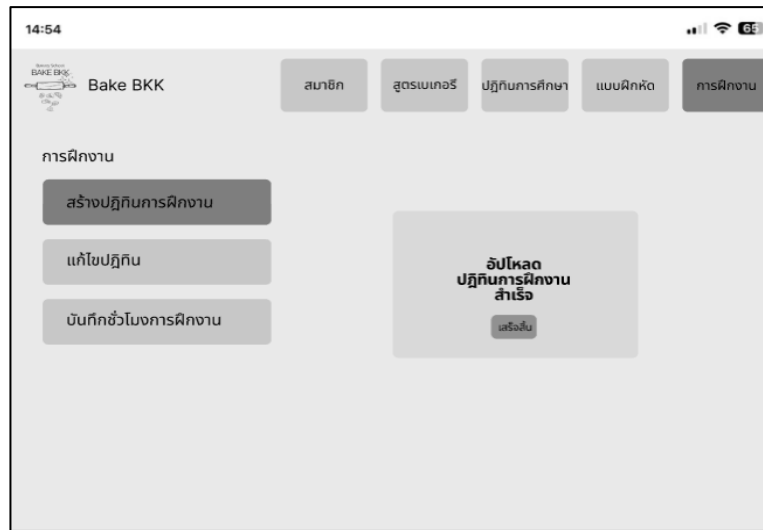 14:54
65
BAKE BKK
Bake BKK
สมาชิก
สูตรเบเกอรี
ปฏิทินการศึกษา
แบบฝึกหัด
การฝึกงาน
การฝึกงาน
สร้างปฏิทินการฝึกงาน
แก้ไขปฏิทิน
บันทึกชั่วโมงการฝึกงาน
อัปโหลด
ปฏิทินการฝึกงาน
สำเร็จ
เสร็จสิ้น